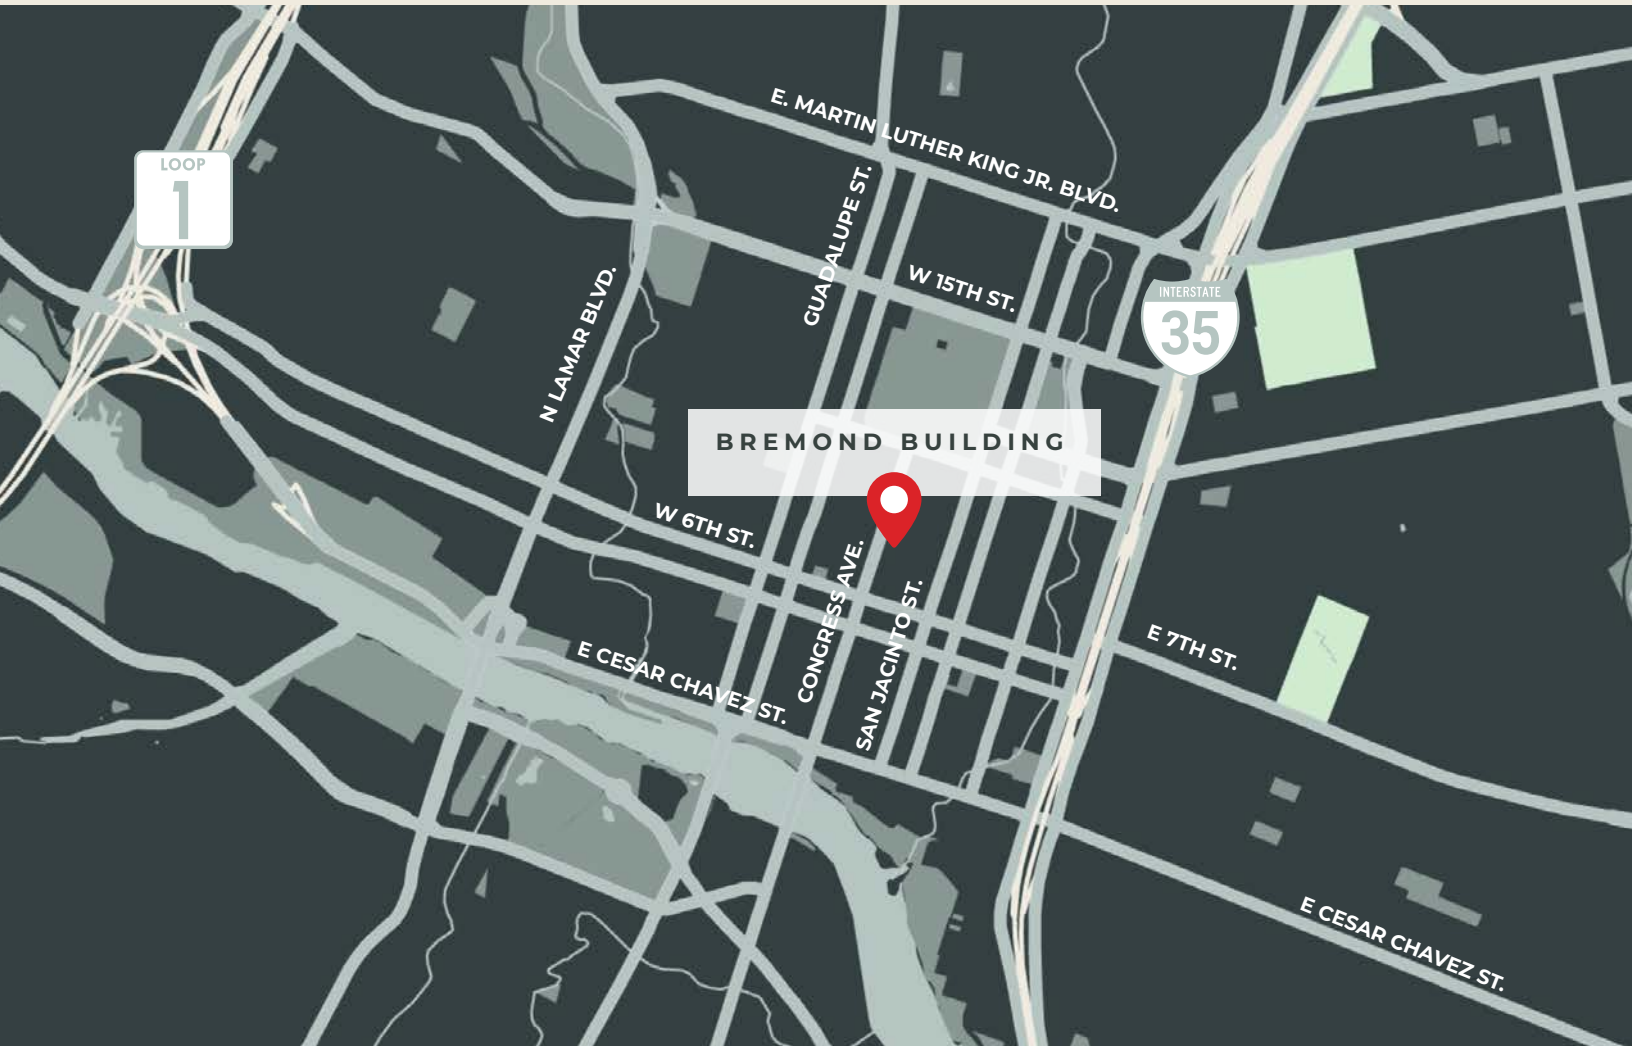 E. MARTIN LUTHER KING JR. BLVD.
LOOP
1
GUADALUPE ST.
W 15TH ST.
N LAMAR BLVD.
INTERSTATE
35
BREMOND BUILDING
W 6TH ST.
CONGRESS AVE.
SAN JACINTO ST.
E 7TH ST.
E CESAR CHAVEZ ST.
E CESAR CHAVEZ ST.